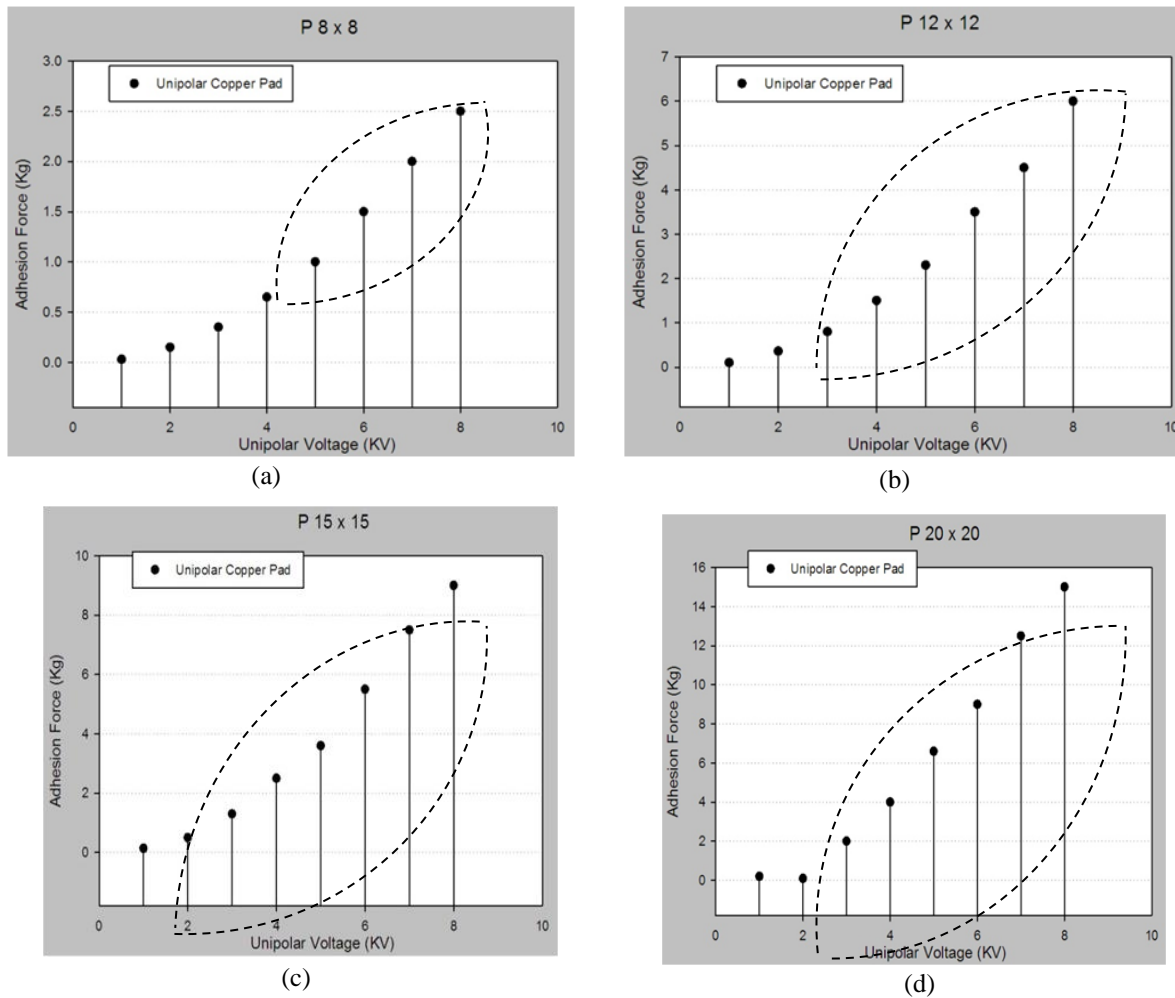 P 8 x 8
3.0
2.5
2.0
1.5
1.0
0.5
0.0
Adhesion Force (Kg)
Unipolar Copper Pad
0 2 4 6 8 10
Unipolar Voltage (KV)
(a)
P 12 x 12
7
6
5
4
3
2
1
0
Adhesion Force (Kg)
Unipolar Copper Pad
0 2 4 6 8 10
Unipolar Voltage (KV)
(b)
P 15 x 15
10
8
6
4
2
0
Adhesion Force (Kg)
Unipolar Copper Pad
0 2 4 6 8 10
Unipolar Voltage (KV)
(c)
P 20 x 20
16
14
12
10
8
6
4
2
0
Adhesion Force (Kg)
Unipolar Copper Pad
0 2 4 6 8 10
Unipolar Voltage (KV)
(d)